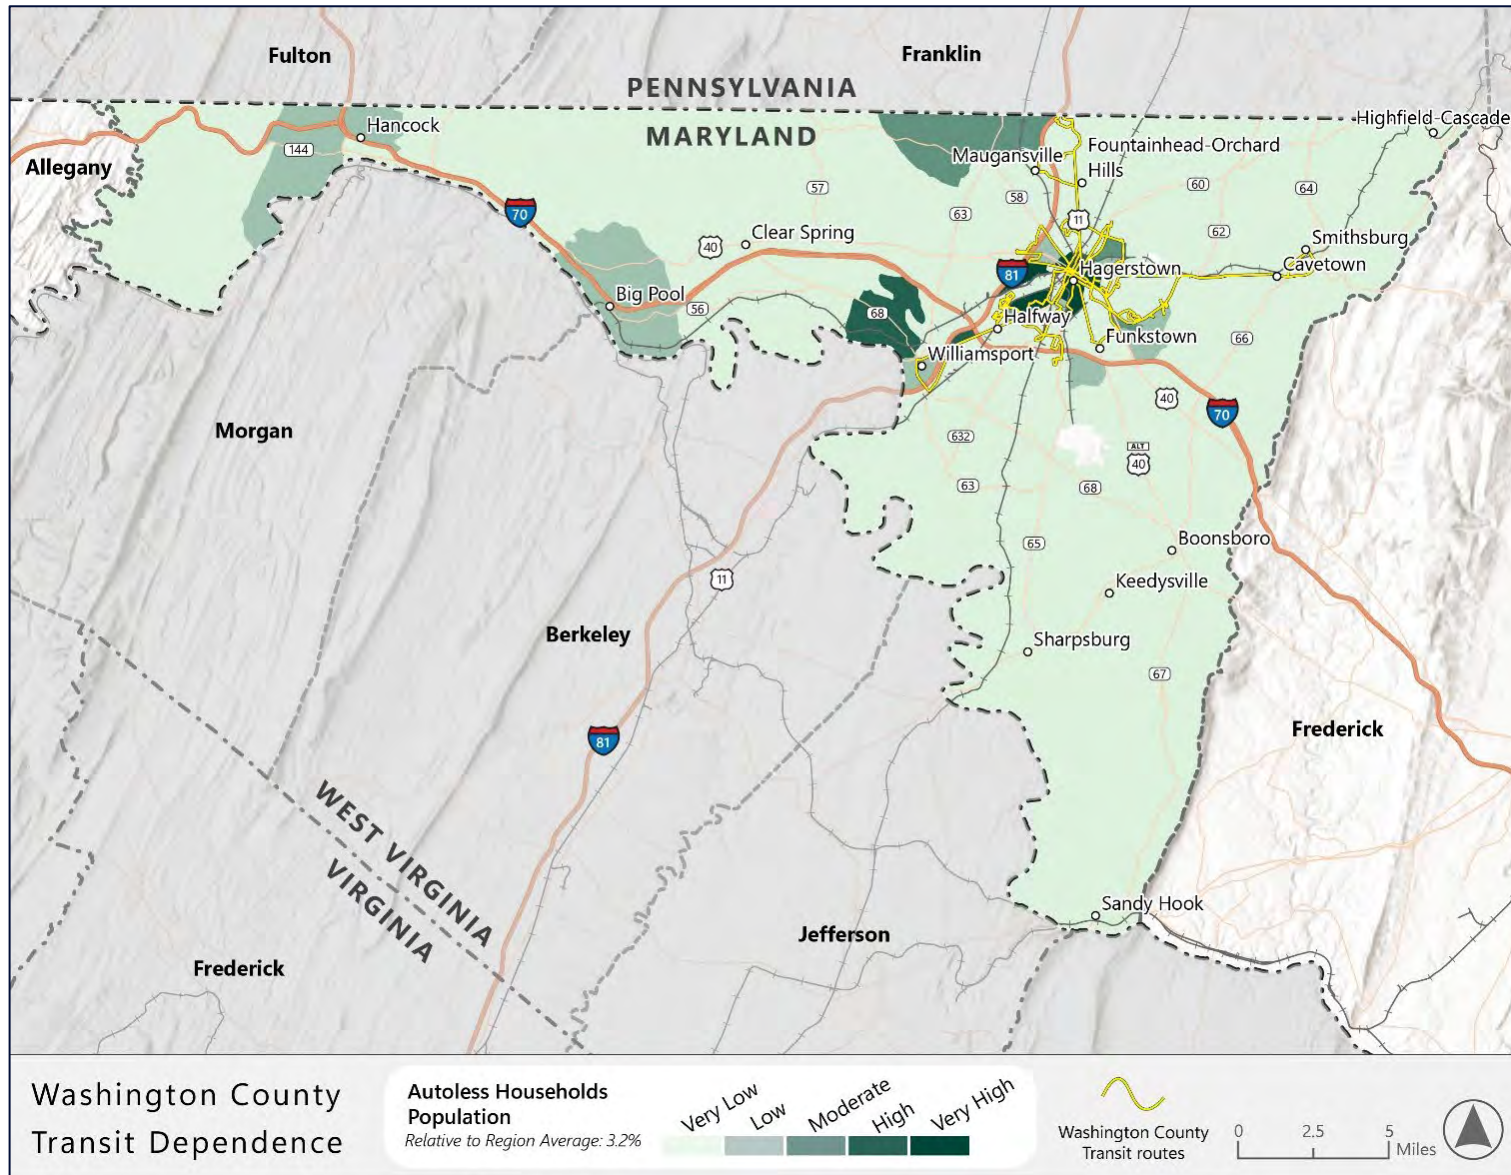 Fulton
Franklin
PENNSYLVANIA
MARYLAND
Hancock
Highfield-Cascade
Allegany
144
Maugansville
Fountainhead-Orchard
Hills
57
58
60
64
63
70
11
62
40
Clear Spring
Smithsburg
Cavetown
81
Hagerstown
Big Pool
56
68
Halfway
Funkstown
66
Williamsport
40
70
Morgan
632
ALT
40
63
68
65
Boonsboro
11
Keedysville
Berkeley
Sharpsburg
67
81
Frederick
WEST VIRGINIA
VIRGINIA
Sandy Hook
Jefferson
Frederick
Washington County
Transit Dependence
Autoless Households
Population
Relative to Region Average: 3.2%
Very Low
Low
Moderate
High
Very High
Washington County
Transit routes
0 2.5 5
Miles